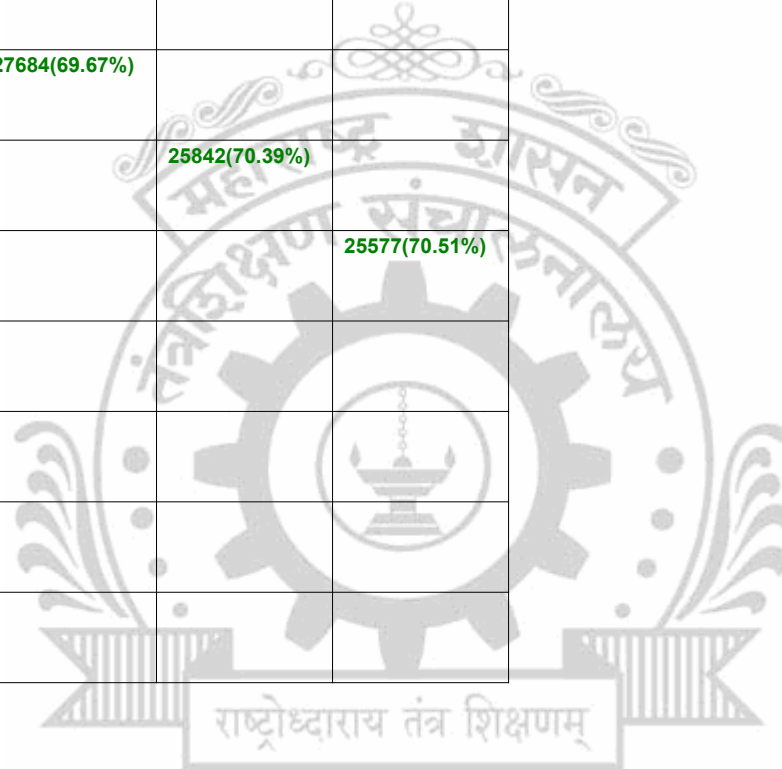 27684(69.67%)
महाराष्ट्र शासन
25842(70.39%)
तंत्रशिक्षण संचालनालय
25577(70.51%)
राष्ट्रोध्दाराय तंत्र शिक्षणम्